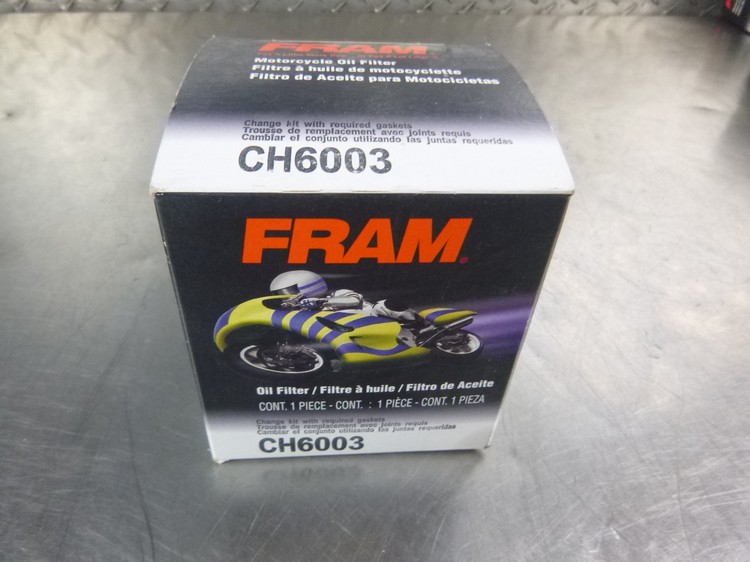 FRAM
Motorcycle Oil Filter
Filtre à huile de motocyclette
Filtro de Aceite para Motocicletas
Change kit with required gaskets
Trousse de remplacement avec joints requis
Cambiar el conjunto utilizando las juntas requeridas
CH6003
FRAM
Oil Filter / Filtre à huile / Filtro de Aceite
CONT. 1 PIECE - CONT. : 1 PIÈCE - CONT. 1 PIEZA
Change kit with required gaskets
Trousse de remplacement avec joints requis
Cambiar el conjunto utilizando las juntas requeridas
CH6003